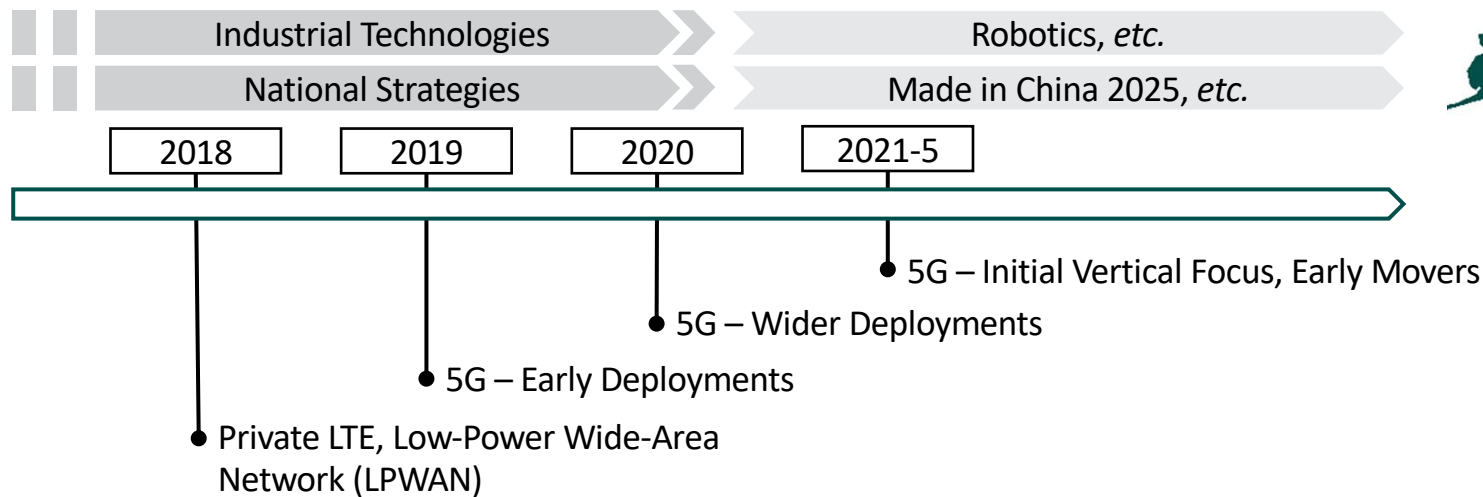 Industrial Technologies
Robotics, etc.
National Strategies
Made in China 2025, etc.
2018
2019
2020
2021-5
5G – Initial Vertical Focus, Early Movers
5G – Wider Deployments
5G – Early Deployments
Private LTE, Low-Power Wide-Area
Network (LPWAN)